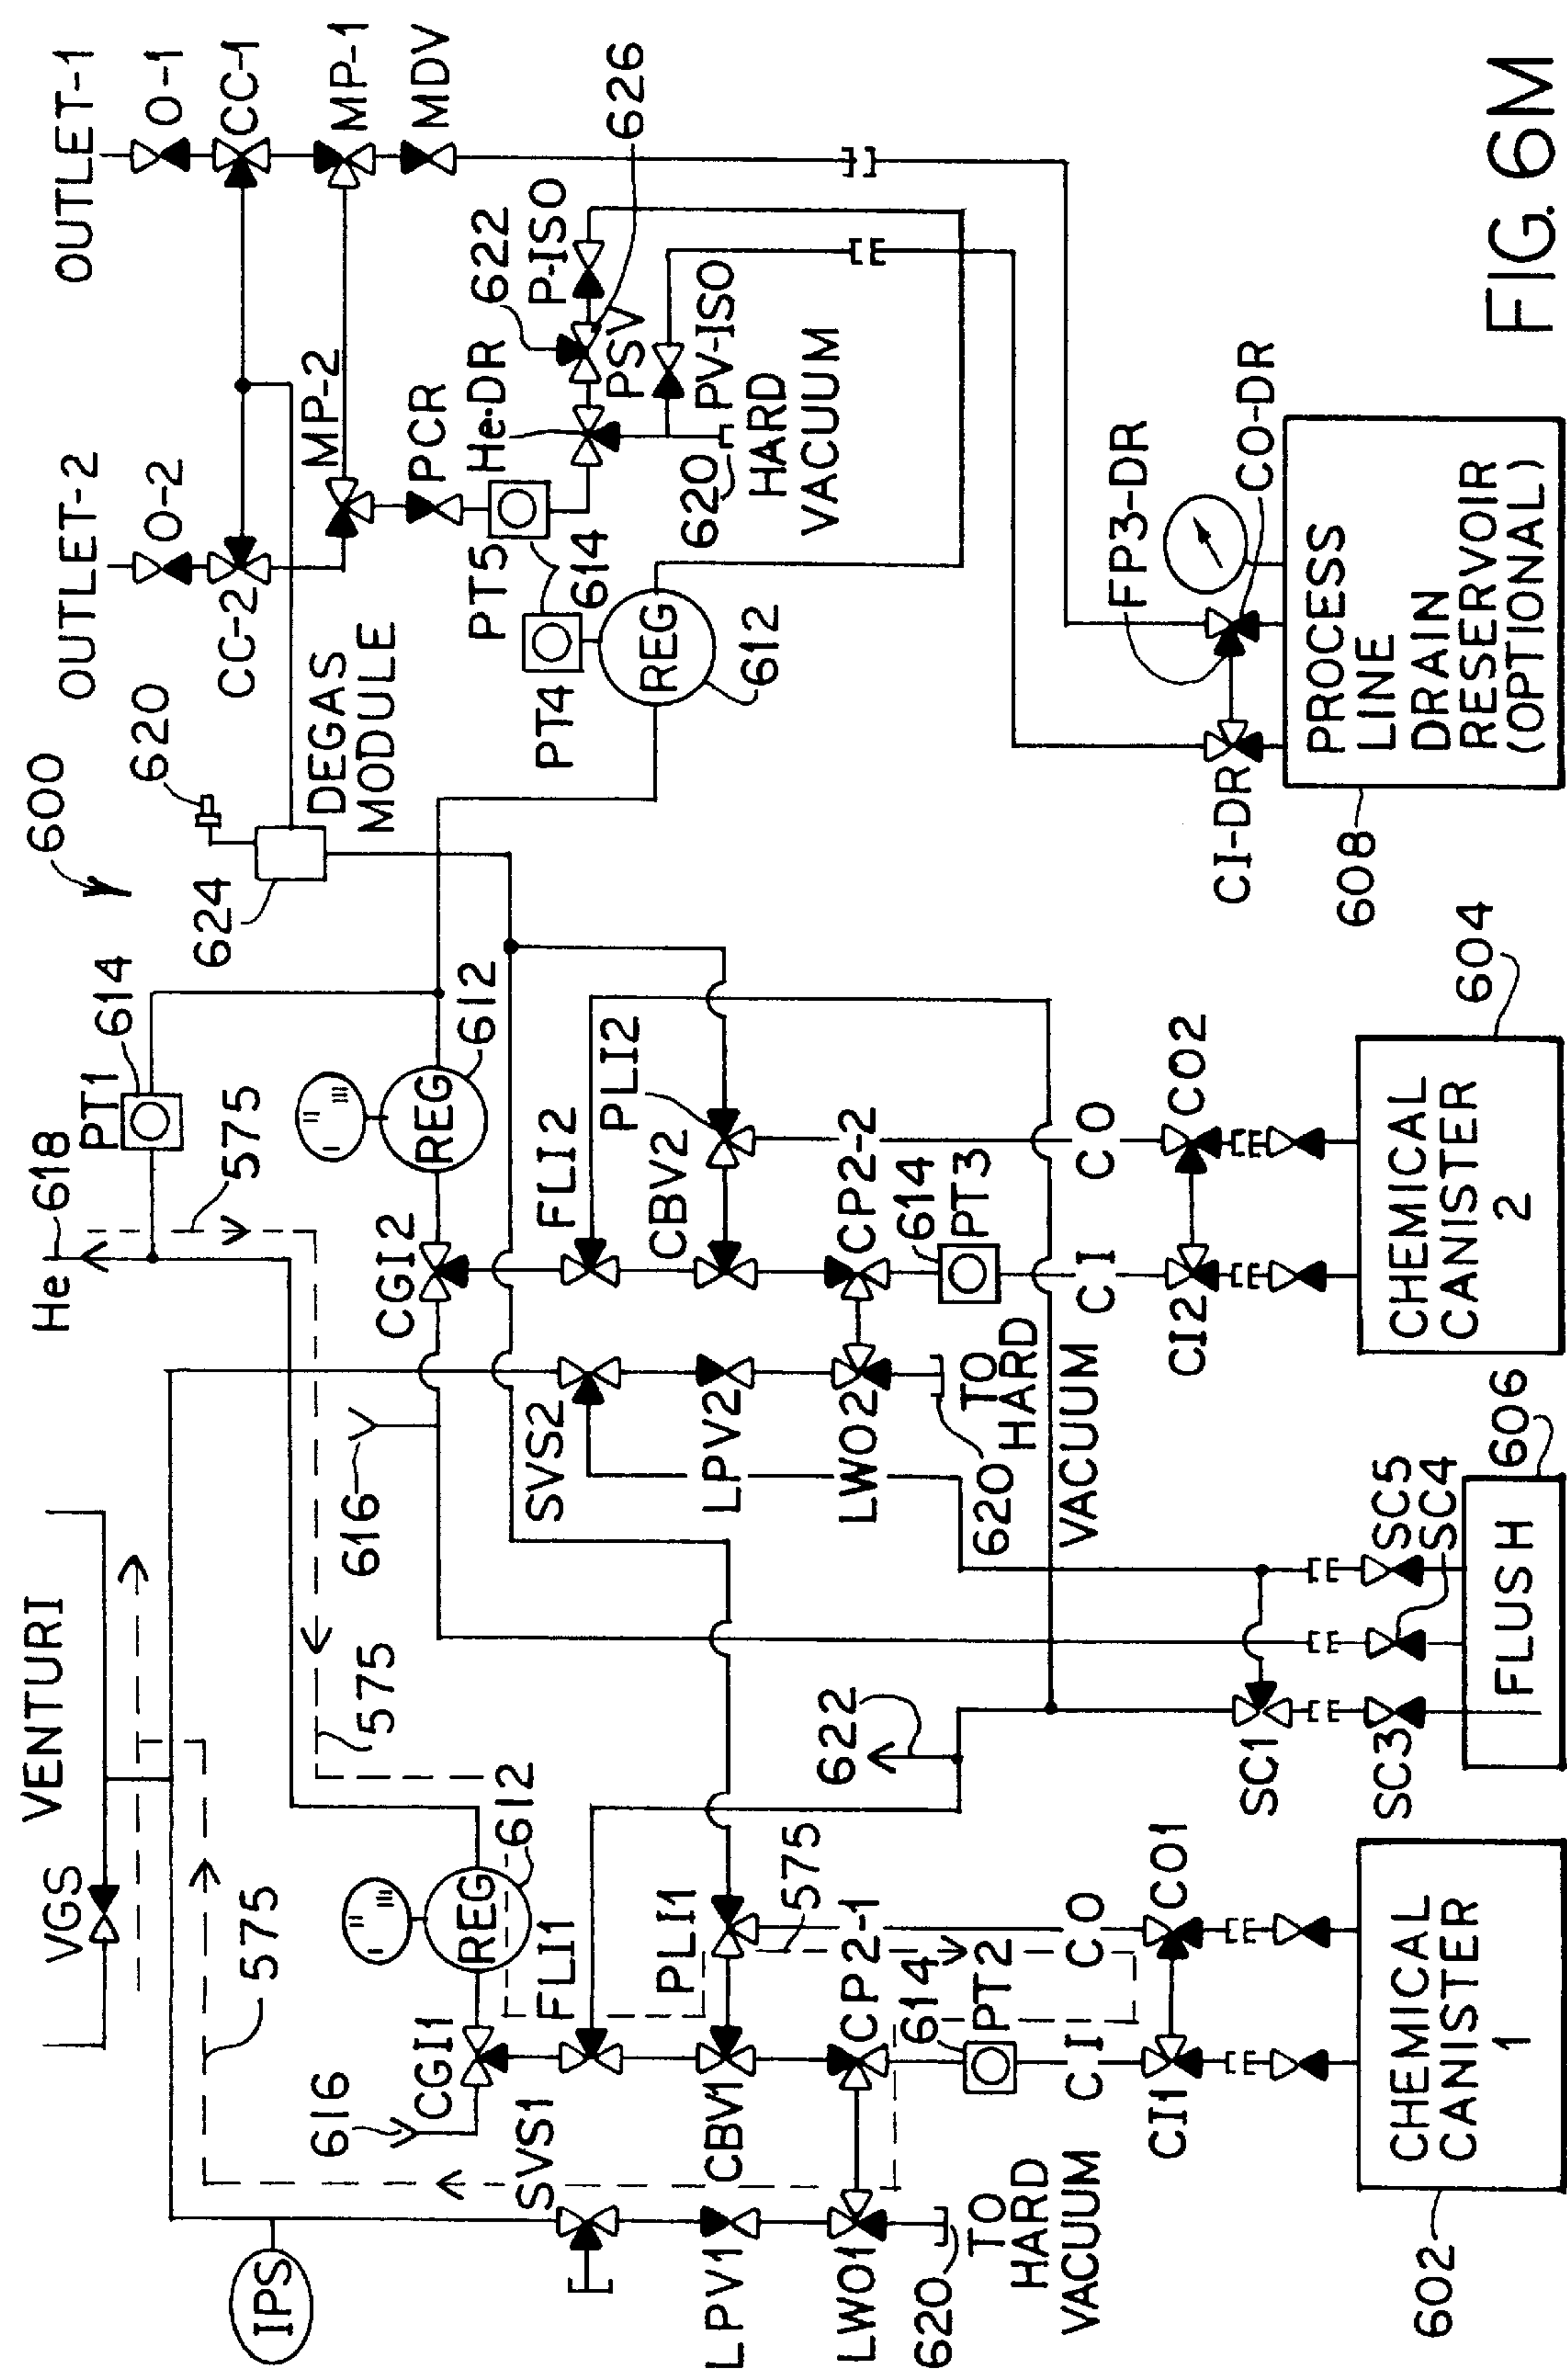 600
VENTURI
VGS
IPS
575
616
CGI1
REG
612
FLI1
SVS1
PLI1
CBV1
LPV1
LWO1
CP2-1
575
614
PT2
620
TO
HARD
VACUUM
CI
CO
CI1
CO1
CHEMICAL
CANISTER
1
602
He
618
PT1
614
575
575
616
CGI2
REG
612
FLI2
SVS2
CBV2
PLI2
LPV2
LWO2
CP2-2
614
PT3
620
TO
HARD
VACUUM
CI
CO
CI2
CO2
CHEMICAL
CANISTER
2
604
622
SC1
SC3
SC5
SC4
FLUSH
606
620
624
DEGAS
MODULE
OUTLET-2
O-2
CC-2
MP-2
OUTLET-1
O-1
CC-1
MP-1
MDV
PCR
PT5
614
PT4
REG
612
He-DR
622
P-ISO
626
PSV
PV-ISO
620
HARD
VACUUM
FP3-DR
CO-DR
CI-DR
PROCESS
LINE
DRAIN
RESERVOIR
(OPTIONAL)
608
FIG. 6M